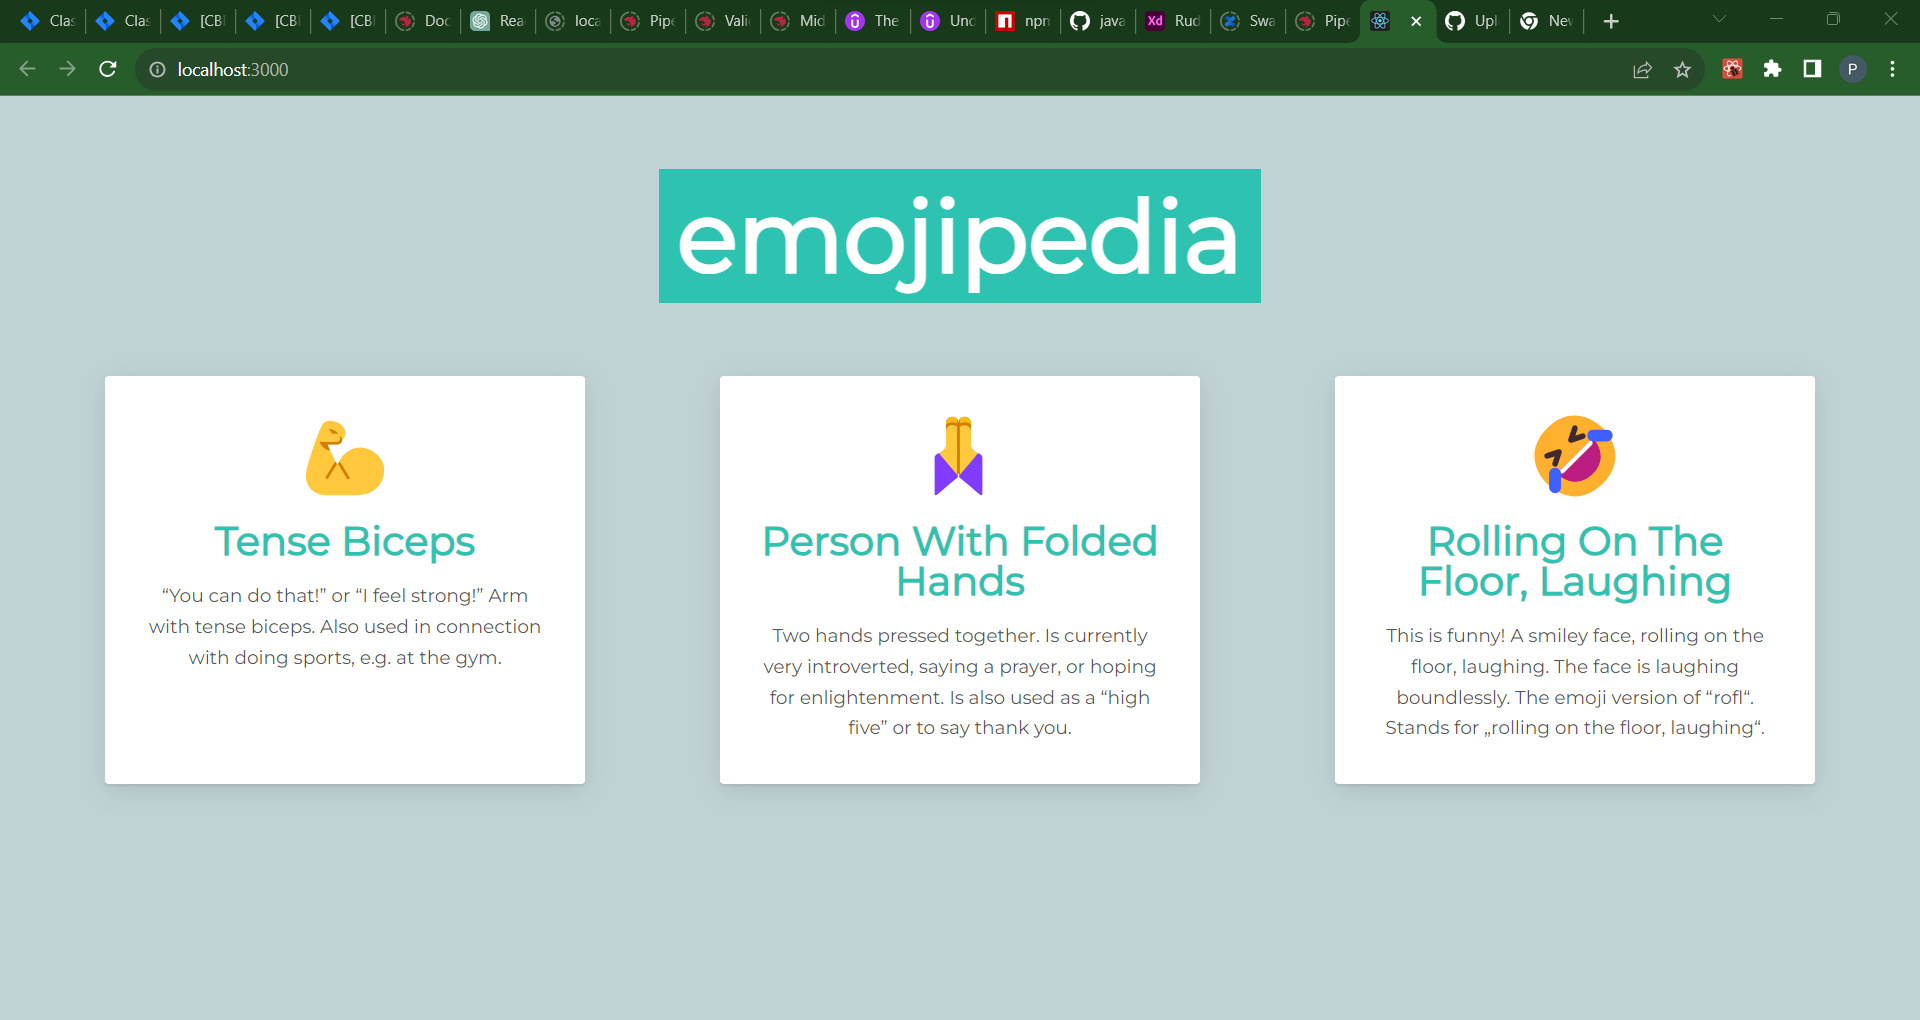 Clas
Clas
[CB
[CB
[CB
Doc
Rea
loca
Pipe
Vali
Mid
The
Unc
npm
java
Xd
Rud
Swa
Pipe
Upl
New
localhost:3000
P
emojipedia
Tense Biceps
“You can do that!” or “I feel strong!” Arm
with tense biceps. Also used in connection
with doing sports, e.g. at the gym.
Person With Folded
Hands
Two hands pressed together. Is currently
very introverted, saying a prayer, or hoping
for enlightenment. Is also used as a “high
five” or to say thank you.
Rolling On The
Floor, Laughing
This is funny! A smiley face, rolling on the
floor, laughing. The face is laughing
boundlessly. The emoji version of “rofl“.
Stands for „rolling on the floor, laughing“.